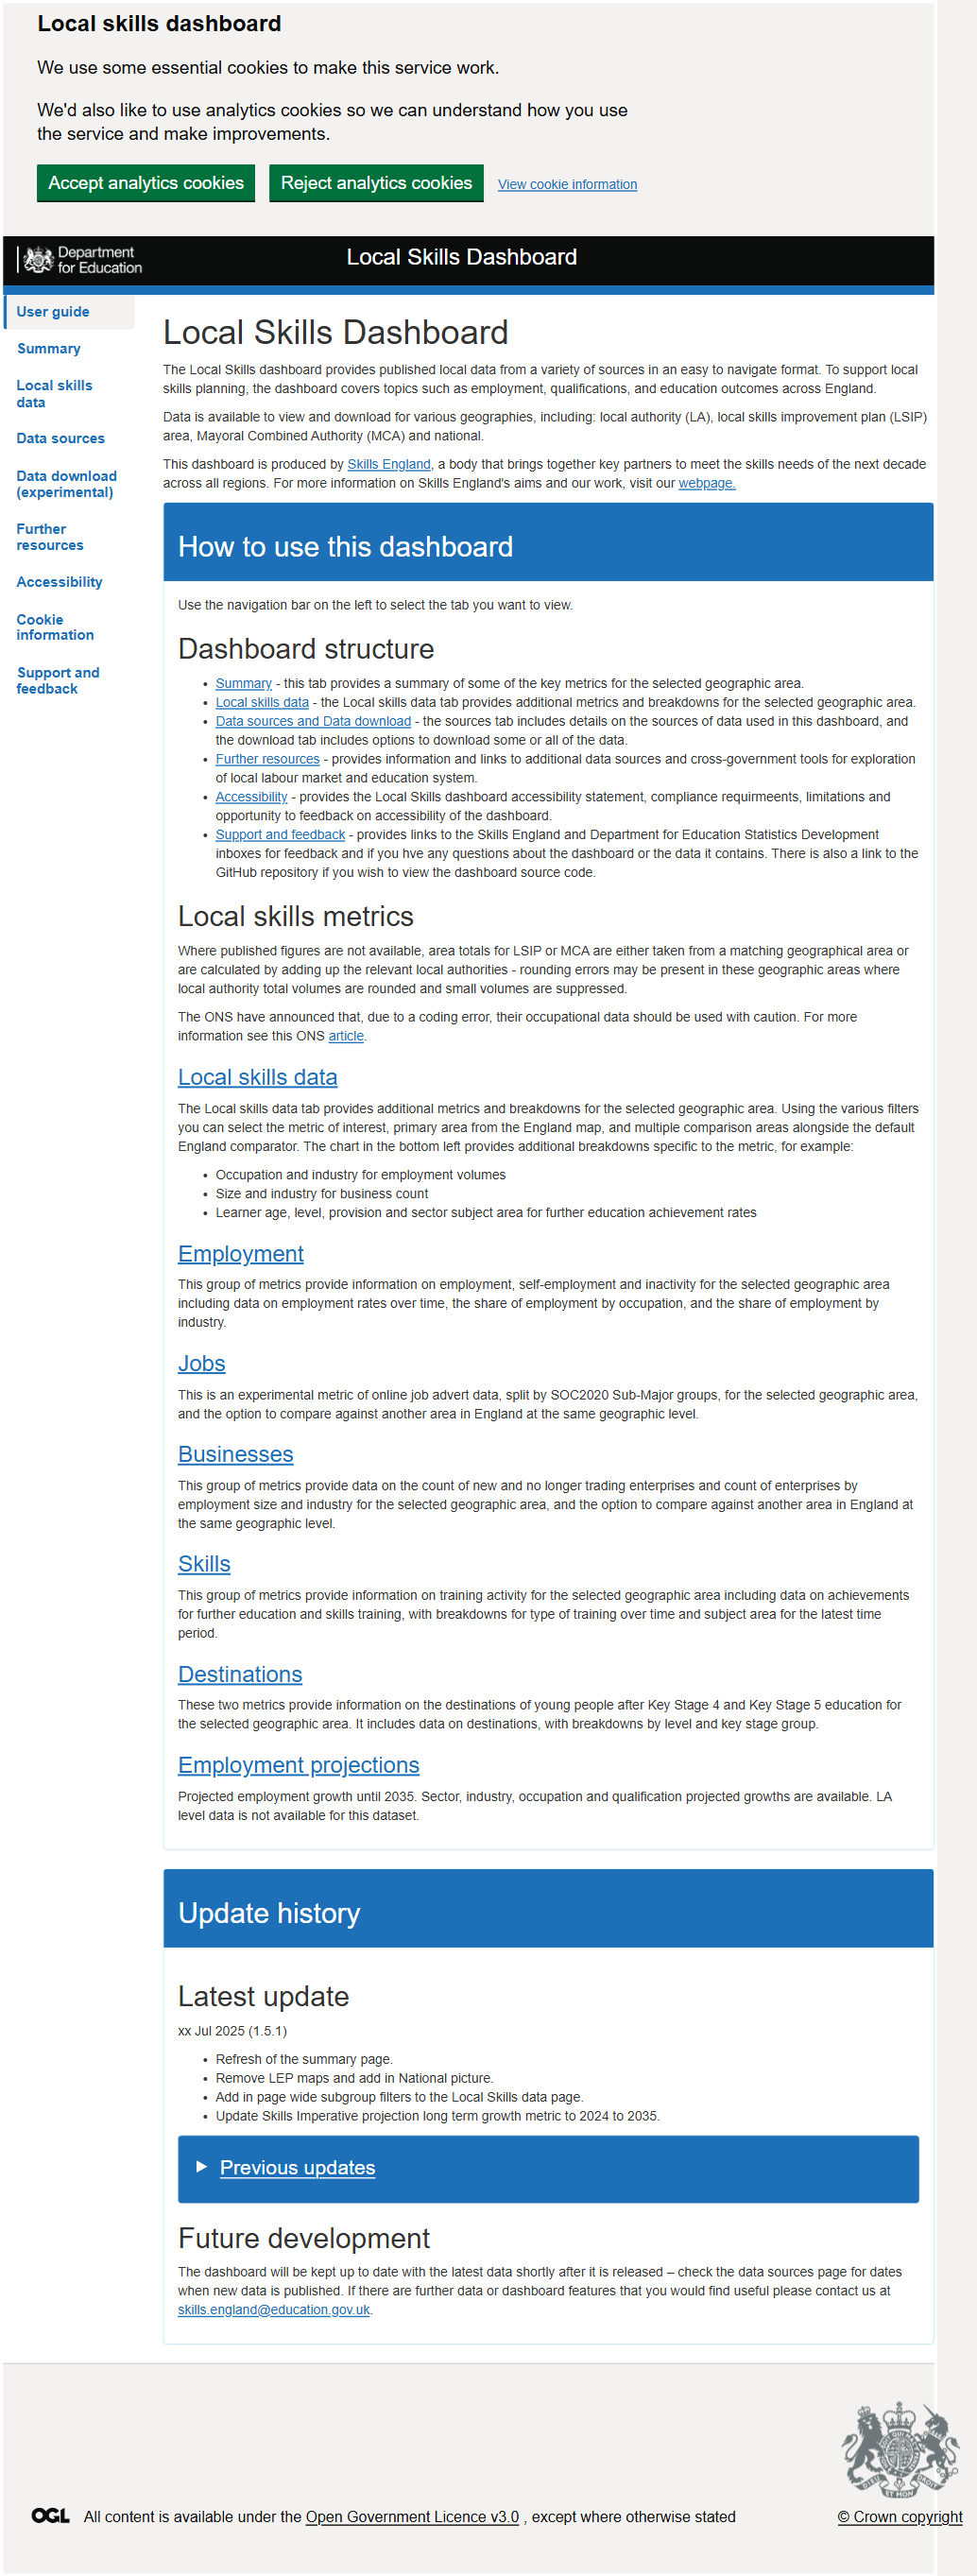 Local skills dashboard
We use some essential cookies to make this service work.
We'd also like to use analytics cookies so we can understand how you use
the service and make improvements.
Accept analytics cookies
Reject analytics cookies
View cookie information
Department
for Education
Local Skills Dashboard
User guide
Summary
Local skills
data
Data sources
Data download
(experimental)
Further
resources
Accessibility
Cookie
information
Support and
feedback
Local Skills Dashboard
The Local Skills dashboard provides published local data from a variety of sources in an easy to navigate format. To support local
skills planning, the dashboard covers topics such as employment, qualifications, and education outcomes across England.
Data is available to view and download for various geographies, including: local authority (LA), local skills improvement plan (LSIP)
area, Mayoral Combined Authority (MCA) and national.
This dashboard is produced by Skills England, a body that brings together key partners to meet the skills needs of the next decade
across all regions. For more information on Skills England's aims and our work, visit our webpage.
How to use this dashboard
Use the navigation bar on the left to select the tab you want to view.
Dashboard structure
• Summary - this tab provides a summary of some of the key metrics for the selected geographic area.
• Local skills data - the Local skills data tab provides additional metrics and breakdowns for the selected geographic area.
• Data sources and Data download - the sources tab includes details on the sources of data used in this dashboard, and
the download tab includes options to download some or all of the data.
• Further resources - provides information and links to additional data sources and cross-government tools for exploration
of local labour market and education system.
• Accessibility - provides the Local Skills dashboard accessibility statement, compliance requirments, limitations and
opportunity to feedback on accessibility of the dashboard.
• Support and feedback - provides links to the Skills England and Department for Education Statistics Development
inboxes for feedback and if you hve any questions about the dashboard or the data it contains. There is also a link to the
GitHub repository if you wish to view the dashboard source code.
Local skills metrics
Where published figures are not available, area totals for LSIP or MCA are either taken from a matching geographical area or
are calculated by adding up the relevant local authorities - rounding errors may be present in these geographic areas where
local authority total volumes are rounded and small volumes are suppressed.
The ONS have announced that, due to a coding error, their occupational data should be used with caution. For more
information see this ONS article.
Local skills data
The Local skills data tab provides additional metrics and breakdowns for the selected geographic area. Using the various filters
you can select the metric of interest, primary area from the England map, and multiple comparison areas alongside the default
England comparator. The chart in the bottom left provides additional breakdowns specific to the metric, for example:
• Occupation and industry for employment volumes
• Size and industry for business count
• Learner age, level, provision and sector subject area for further education achievement rates
Employment
This group of metrics provide information on employment, self-employment and inactivity for the selected geographic area
including data on employment rates over time, the share of employment by occupation, and the share of employment by
industry.
Jobs
This is an experimental metric of online job advert data, split by SOC2020 Sub-Major groups, for the selected geographic area,
and the option to compare against another area in England at the same geographic level.
Businesses
This group of metrics provide data on the count of new and no longer trading enterprises and count of enterprises by
employment size and industry for the selected geographic area, and the option to compare against another area in England at
the same geographic level.
Skills
This group of metrics provide information on training activity for the selected geographic area including data on achievements
for further education and skills training, with breakdowns for type of training over time and subject area for the latest time
period.
Destinations
These two metrics provide information on the destinations of young people after Key Stage 4 and Key Stage 5 education for
the selected geographic area. It includes data on destinations, with breakdowns by level and key stage group.
Employment projections
Projected employment growth until 2035. Sector, industry, occupation and qualification projected growths are available. LA
level data is not available for this dataset.
Update history
Latest update
xx Jul 2025 (1.5.1)
• Refresh of the summary page.
• Remove LEP maps and add in National picture.
• Add in page wide subgroup filters to the Local Skills data page.
• Update Skills Imperative projection long term growth metric to 2024 to 2035.
Previous updates
Future development
The dashboard will be kept up to date with the latest data shortly after it is released – check the data sources page for dates
when new data is published. If there are further data or dashboard features that you would find useful please contact us at
skills.england@education.gov.uk.
OGL All content is available under the Open Government Licence v3.0 , except where otherwise stated
© Crown copyright